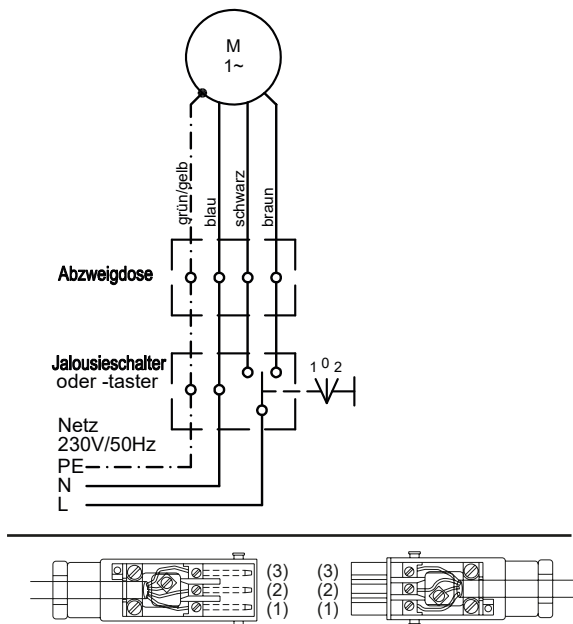 M
1~
grün/gelb
blau
schwarz
braun
Abzweigdose
Jalousieschalter
oder -taster
1 0 2
Netz
230V/50Hz
PE
N
L
(3)
(2)
(1)
(3)
(2)
(1)